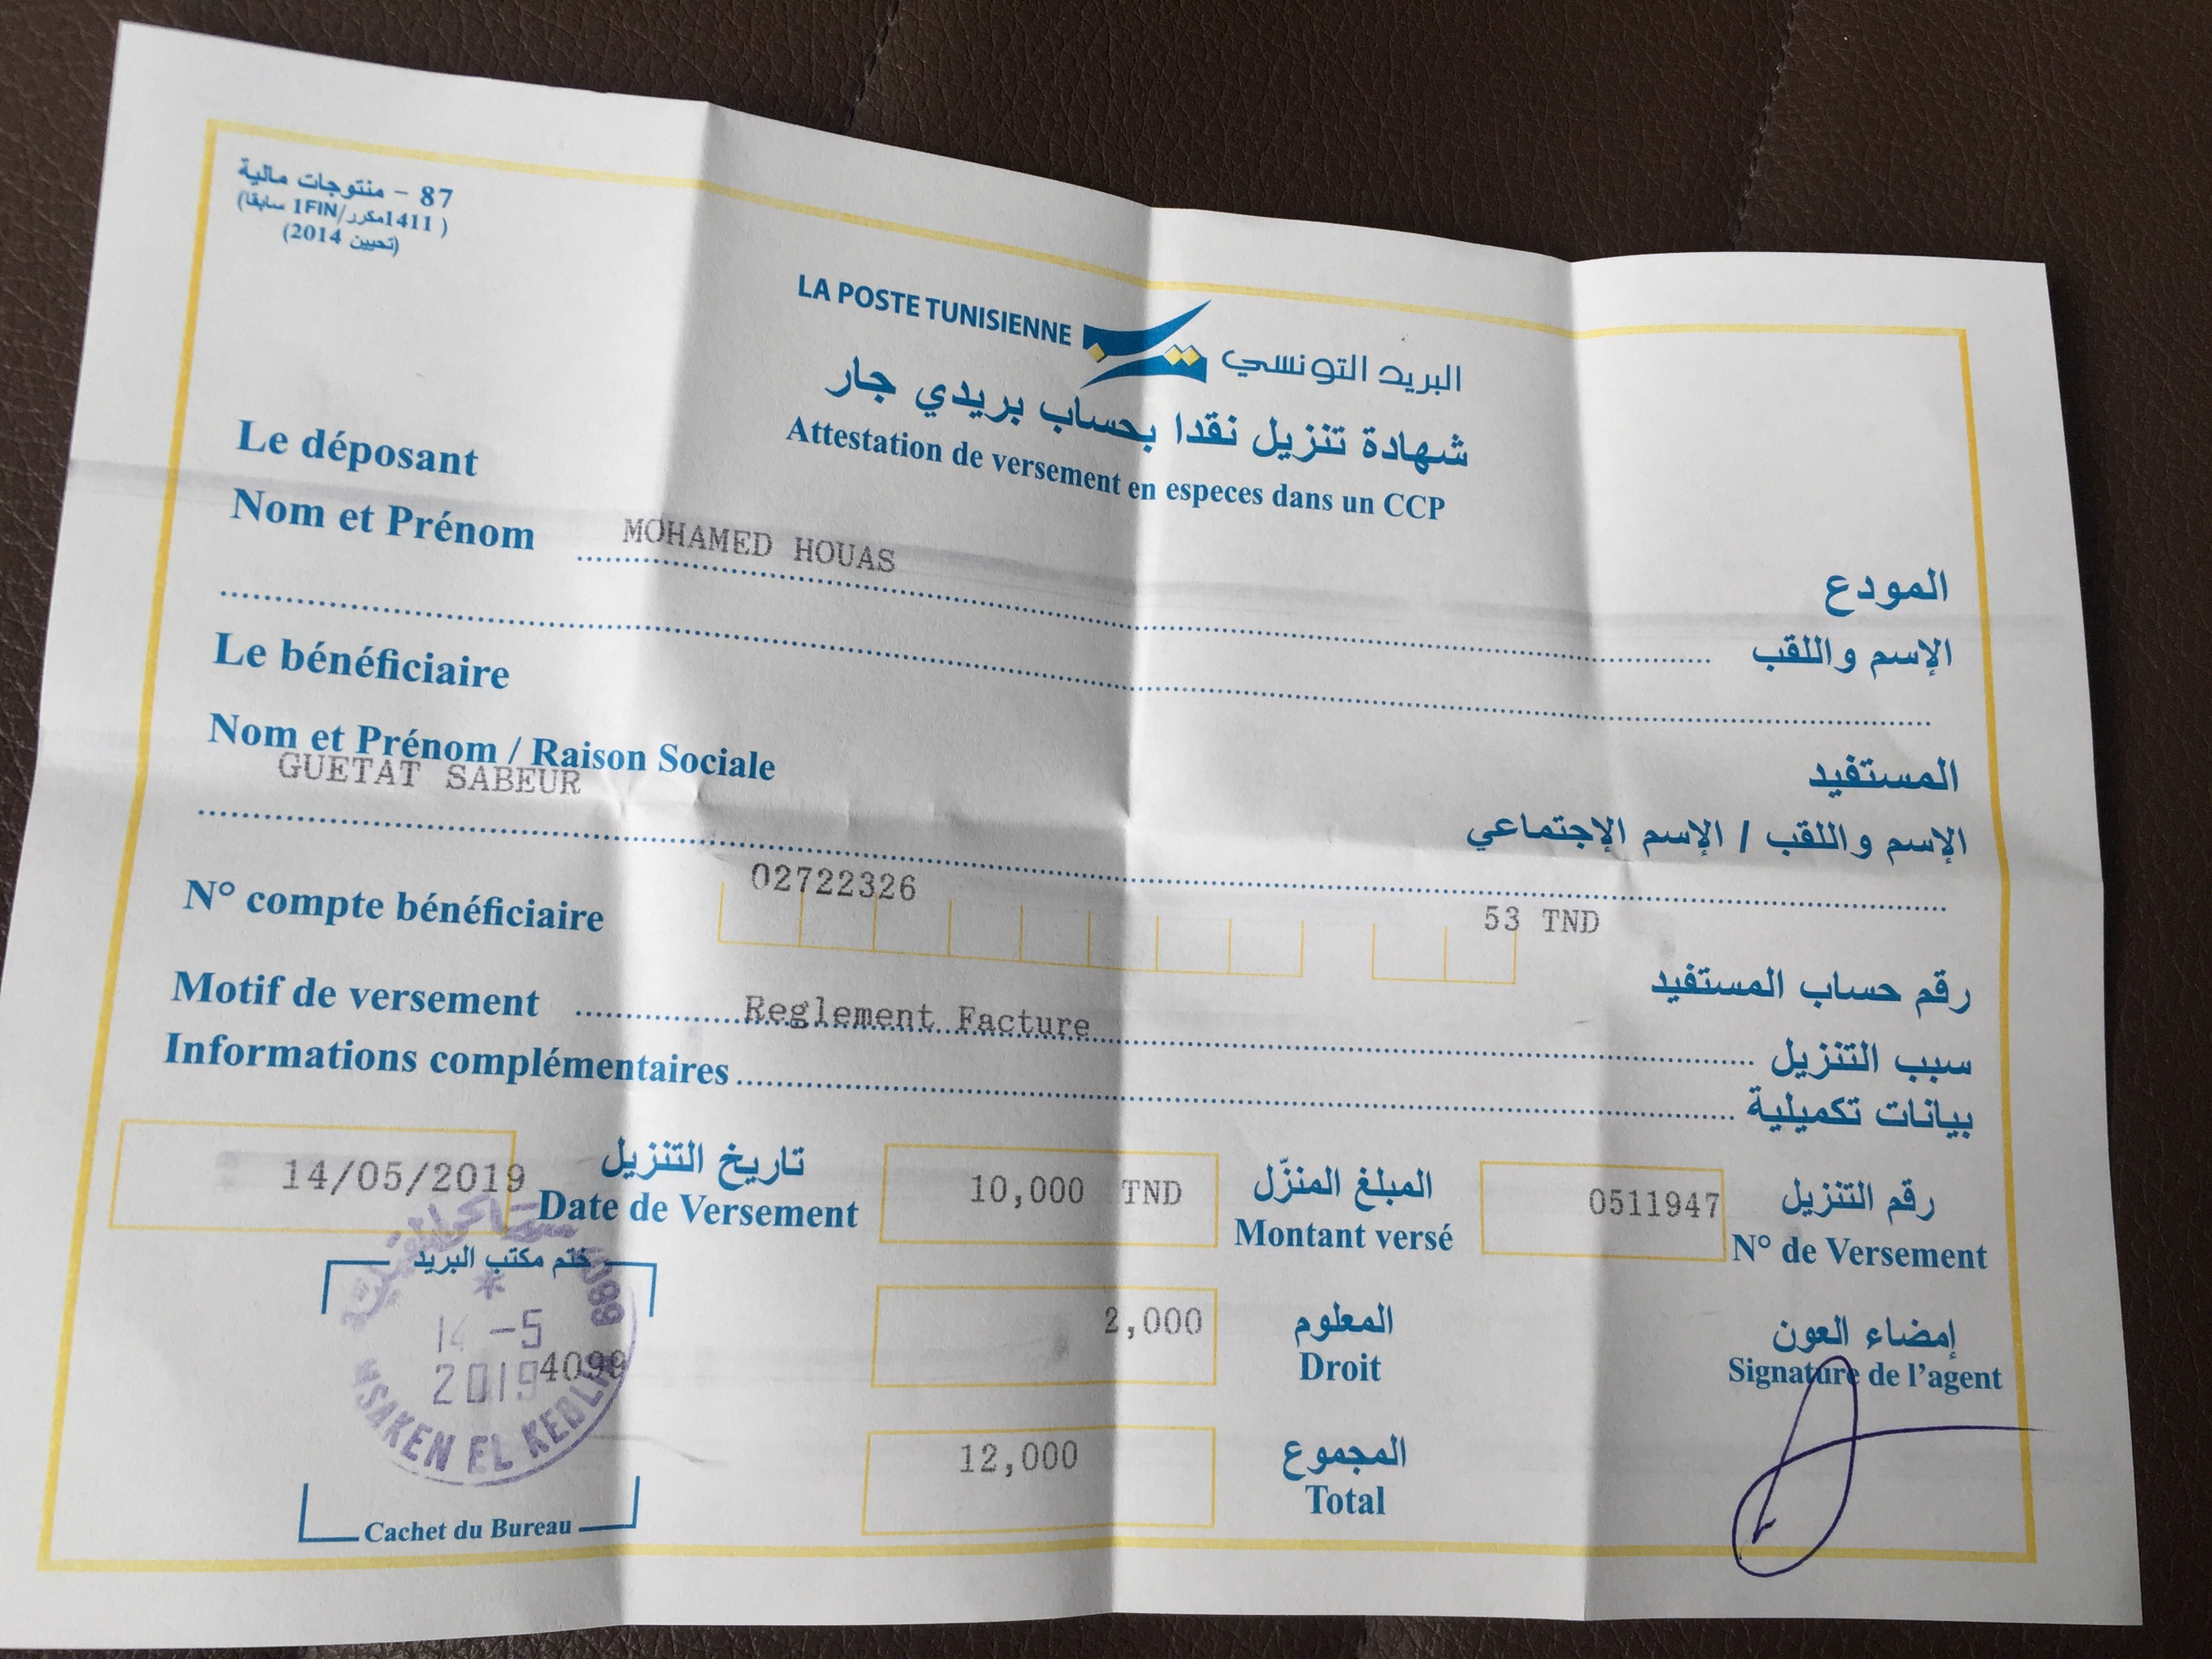 87 - منتوجات مالية
( 1411مكرر/1FIN سابقا)
(تحيين 2014)
LA POSTE TUNISIENNE البريد التونسي
شهادة تنزيل نقدا بحساب بريدي جار
Attestation de versement en especes dans un CCP
Le déposant المودع
Nom et Prénom MOHAMED HOUAS الإسم واللقب
Le bénéficiaire المستفيد
Nom et Prénom / Raison Sociale الإسم واللقب / الإسم الإجتماعي
GUETAT SABEUR
N° compte bénéficiaire 02722326 53 TND رقم حساب المستفيد
Motif de versement Reglement Facture سبب التنزيل
Informations complémentaires بيانات تكميلية
14/05/2019 تاريخ التنزيل 10,000 TND المبلغ المنزّل 0511947 رقم التنزيل
Date de Versement Montant versé N° de Versement
ختم مكتب البريد
4099
14 -5
2019
4099
MSAKEN EL KEBLIA
Cachet du Bureau
2,000 المعلوم
Droit
12,000 المجموع
Total
إمضاء العون
Signature de l'agent